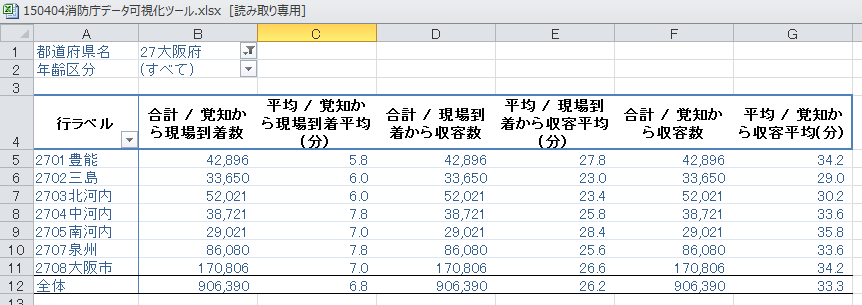 150404消防庁データ可視化ツール.xlsx [読み取り専用]
A B C D E F G
1 都道府県名 27大阪府
2 年齢区分 (すべて)
3
4 行ラベル 合計 / 覚知から現場到着数 平均 / 覚知から現場到着平均(分) 合計 / 現場到着から収容数 平均 / 現場到着から収容平均(分) 合計 / 覚知から収容数 平均 / 覚知から収容平均(分)
5 2701豊能 42,896 5.8 42,896 27.8 42,896 34.2
6 2702三島 33,650 6.0 33,650 23.0 33,650 29.0
7 2703北河内 52,021 6.0 52,021 23.4 52,021 30.2
8 2704中河内 38,721 7.8 38,721 25.8 38,721 33.6
9 2705南河内 29,021 7.0 29,021 28.4 29,021 35.8
10 2707泉州 86,080 7.8 86,080 25.6 86,080 33.6
11 2708大阪市 170,806 7.0 170,806 26.6 170,806 34.2
12 全体 906,390 6.8 906,390 26.2 906,390 33.3
13